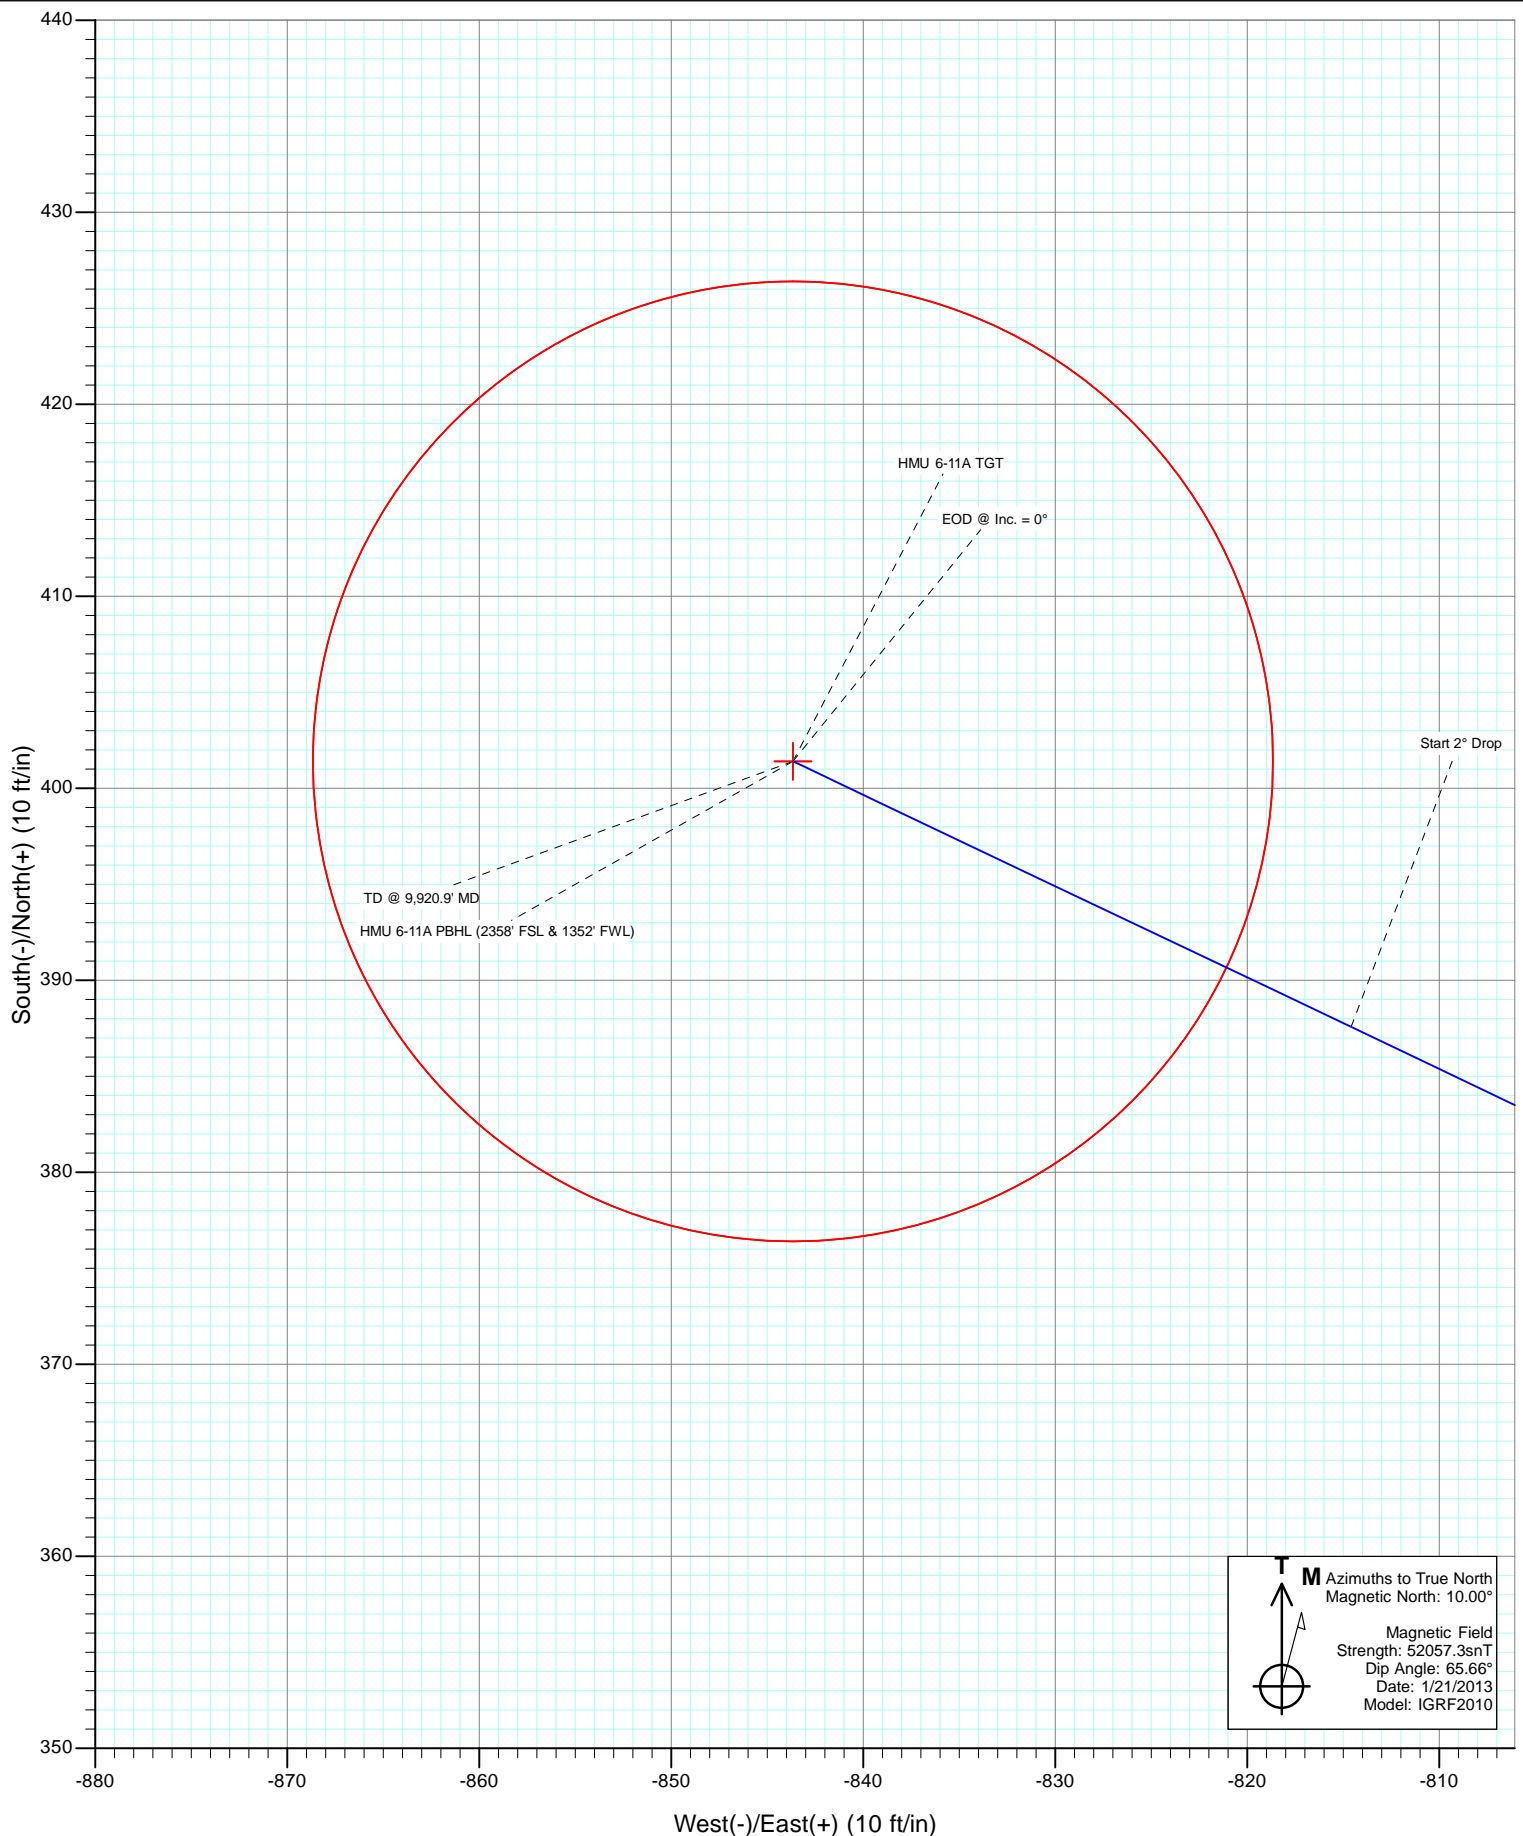 440
430
420
410
400
390
380
370
360
350
South(-)/North(+) (10 ft/in)
HMU 6-11A TGT
EOD @ Inc. = 0°
Start 2° Drop
TD @ 9,920.9' MD
HMU 6-11A PBHL (2358' FSL & 1352' FWL)
T
M
Azimuths to True North
Magnetic North: 10.00°
Magnetic Field
Strength: 52057.3snT
Dip Angle: 65.66°
Date: 1/21/2013
Model: IGRF2010
-880
-870
-860
-850
-840
-830
-820
-810
West(-)/East(+) (10 ft/in)